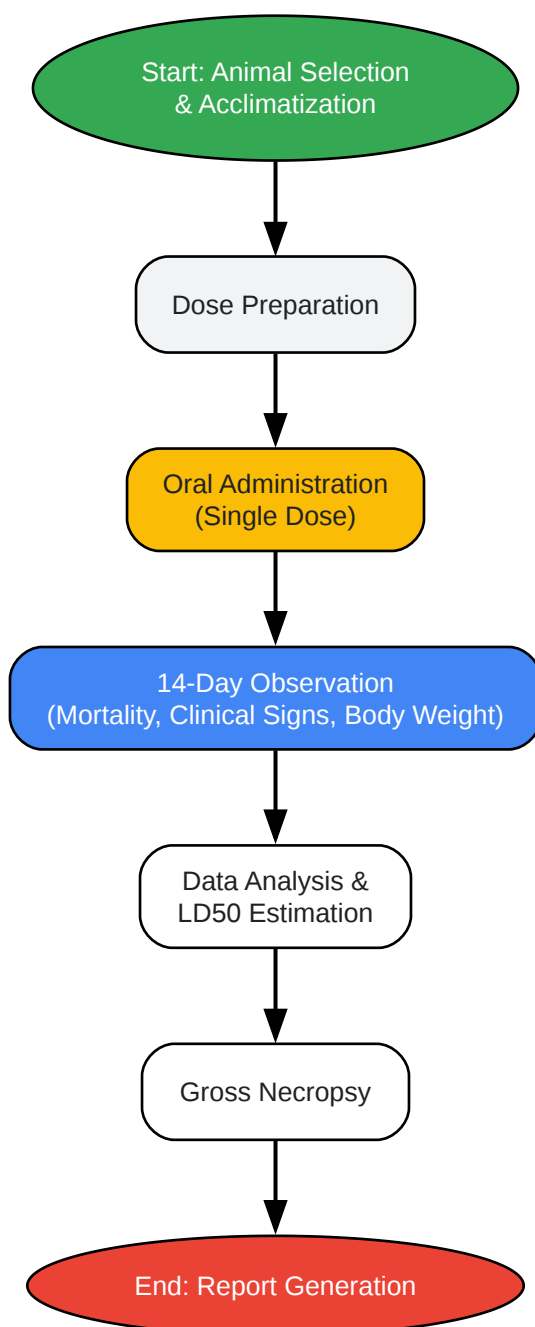 Start: Animal Selection
& Acclimatization
Dose Preparation
Oral Administration
(Single Dose)
14-Day Observation
(Mortality, Clinical Signs, Body Weight)
Data Analysis &
LD50 Estimation
Gross Necropsy
End: Report Generation